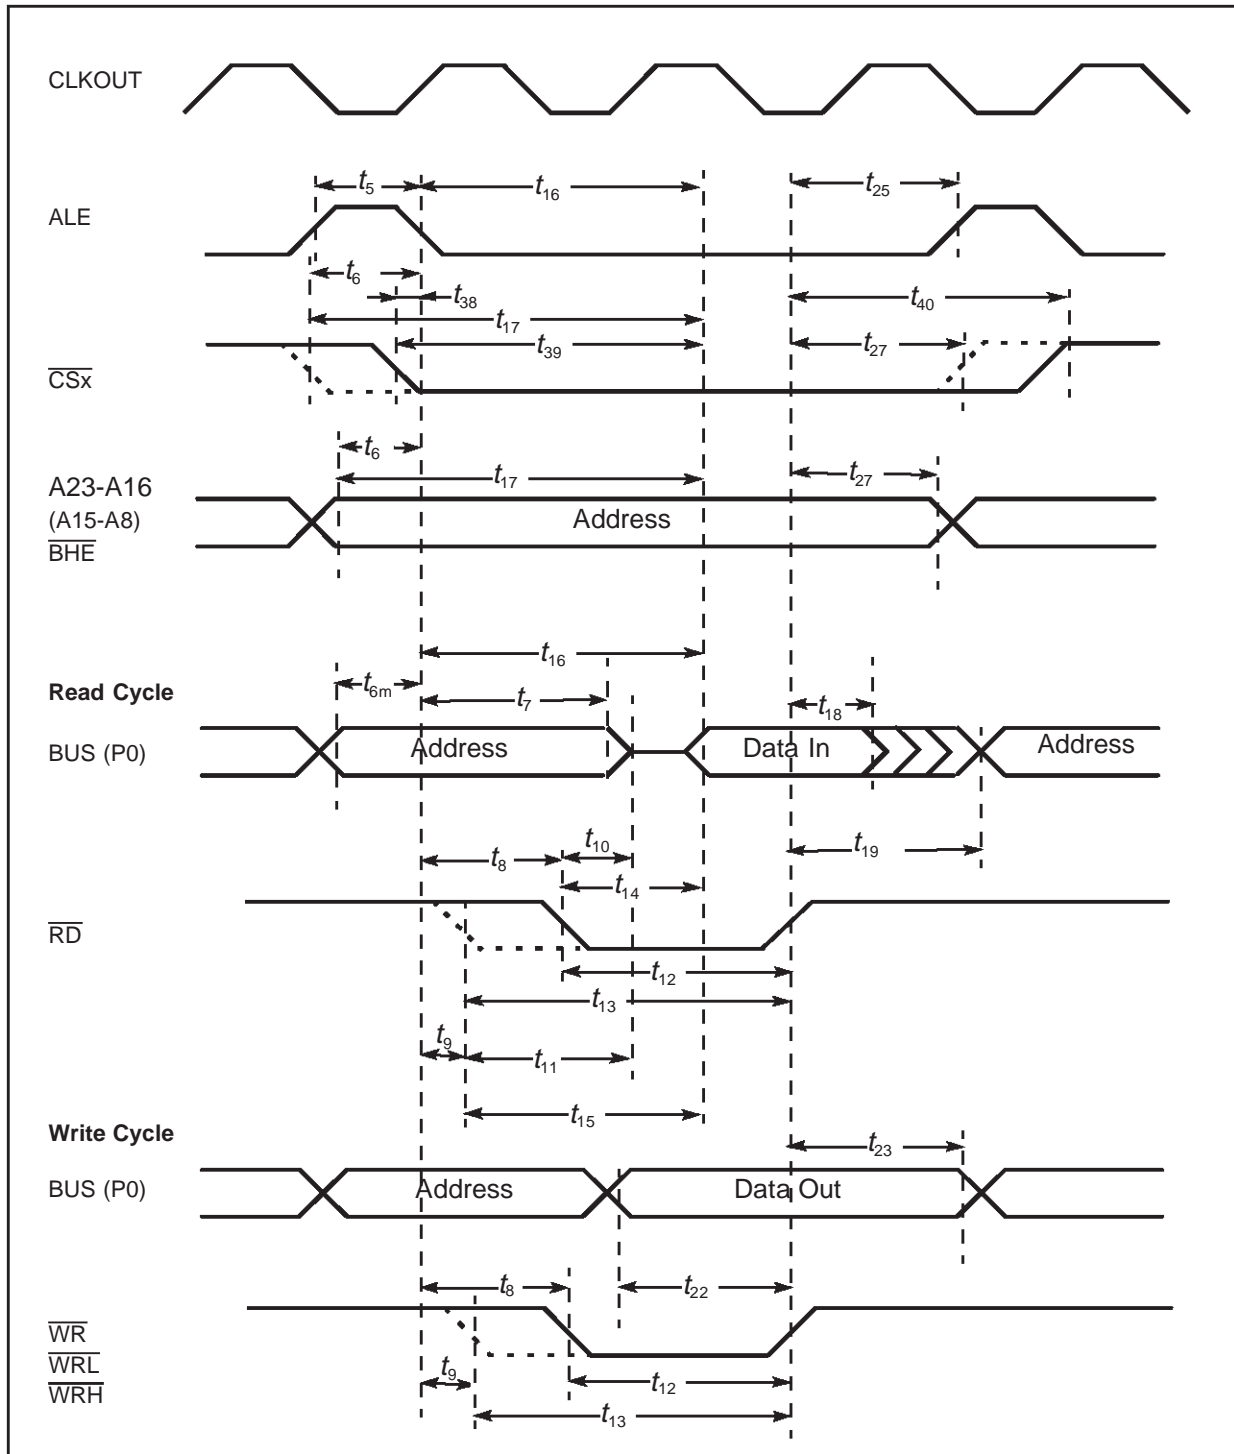 CLKOUT
t5 t16 t25
ALE
t6
t38 t40
t17
t39 t27
CSx
t6
t17 t27
A23-A16
(A15-A8) Address
BHE
t16
Read Cycle t6m t7 t18
BUS (P0) Address Data In Address
t10
t8 t19
t14
RD
t12
t13
t9
t11
t15
Write Cycle
t23
BUS (P0) Address Data Out
t8 t22
WR
WRL
t9
WRH t12
t13